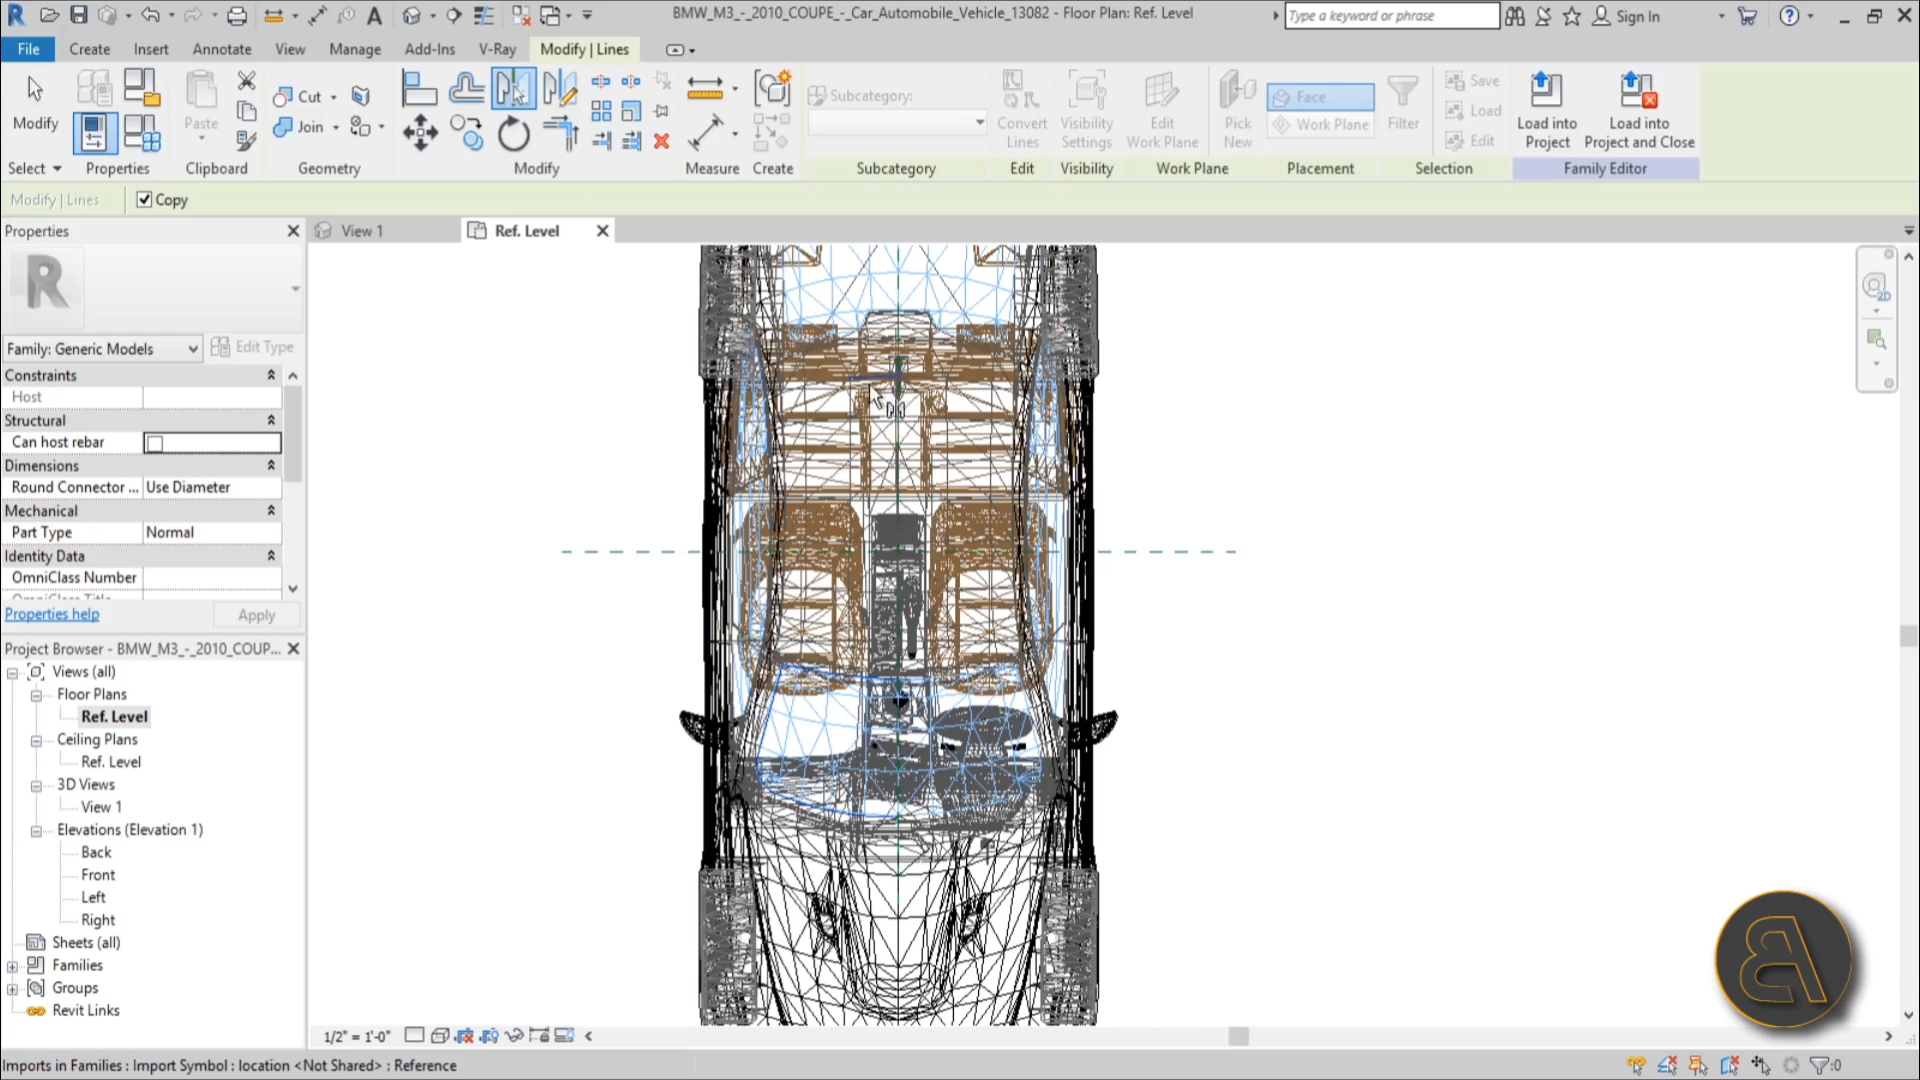 BMW_M3_-_2010_COUPE_-_Car_Automobile_Vehicle_13082 - Floor Plan: Ref. Level
Type a keyword or phrase
Sign In
File Create Insert Annotate View Manage Add-Ins V-Ray Modify | Lines
Modify
Paste
Cut
Join
Subcategory:
Convert Lines
Visibility Settings
Edit Work Plane
Pick New
Face
Work Plane
Filter
Save
Load
Edit
Load into Project
Load into Project and Close
Select Properties Clipboard Geometry Modify Measure Create Subcategory Edit Visibility Work Plane Placement Selection Family Editor
Modify | Lines Copy
Properties
View 1
Ref. Level
R
Family: Generic Models
Edit Type
Constraints
Host
Structural
Can host rebar
Dimensions
Round Connector ... Use Diameter
Mechanical
Part Type Normal
Identity Data
OmniClass Number
OmniClass Title
Properties help
Apply
Project Browser - BMW_M3_-_2010_COUP...
Views (all)
Floor Plans
Ref. Level
Ceiling Plans
Ref. Level
3D Views
View 1
Elevations (Elevation 1)
Back
Front
Left
Right
Sheets (all)
Families
Groups
Revit Links
2D
1/2" = 1'-0"
Imports in Families : Import Symbol : location <Not Shared> : Reference
:0